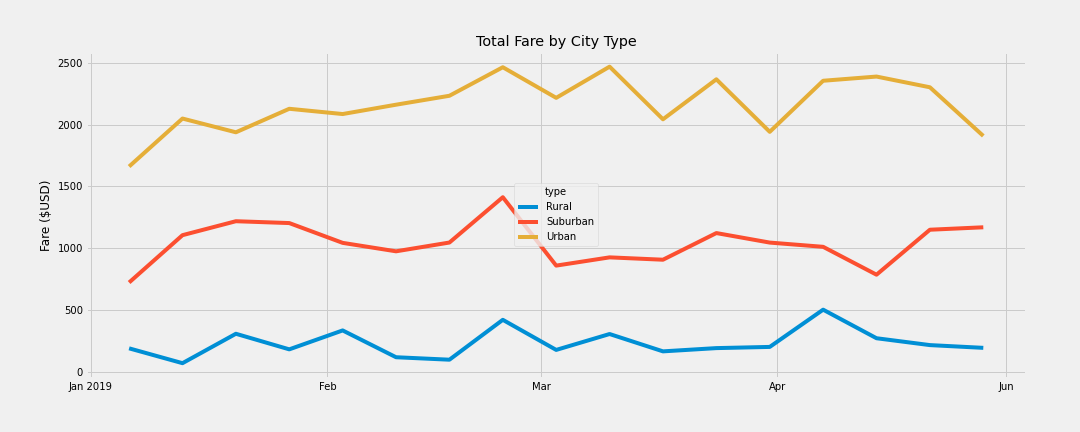 Total Fare by City Type
Fare ($USD)
2500
2000
1500
1000
500
0
type
Rural
Suburban
Urban
Jan 2019 Feb Mar Apr Jun